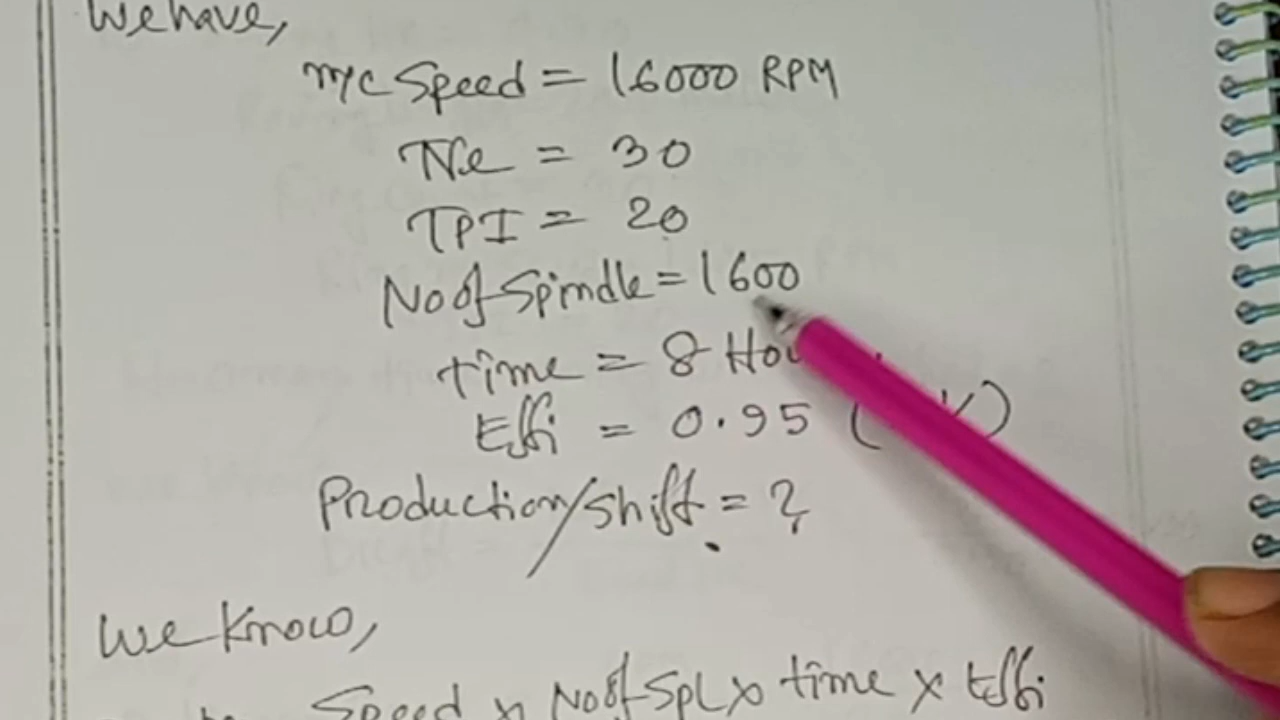 We have,
m/c Speed = 16000 RPM
Ne = 30
TPI = 20
No of Spindle = 1600
time = 8
Effi = 0.95 (
Production/Shift = ?
We Know,
Speed x No of Spl x time x Effi